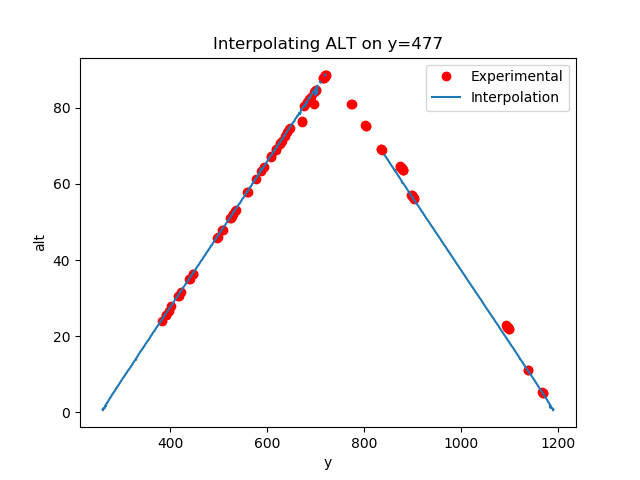 Interpolating ALT on y=477
Experimental
Interpolation
alt
80
60
40
20
0
400 600 800 1000 1200
y